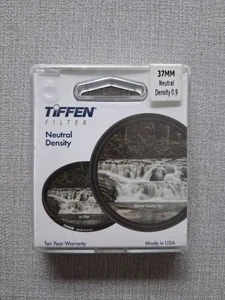 37MM
Neutral
Density 0.9
TIFFEN
FILTER
Neutral
Density
Ten Year Warranty
Made in USA